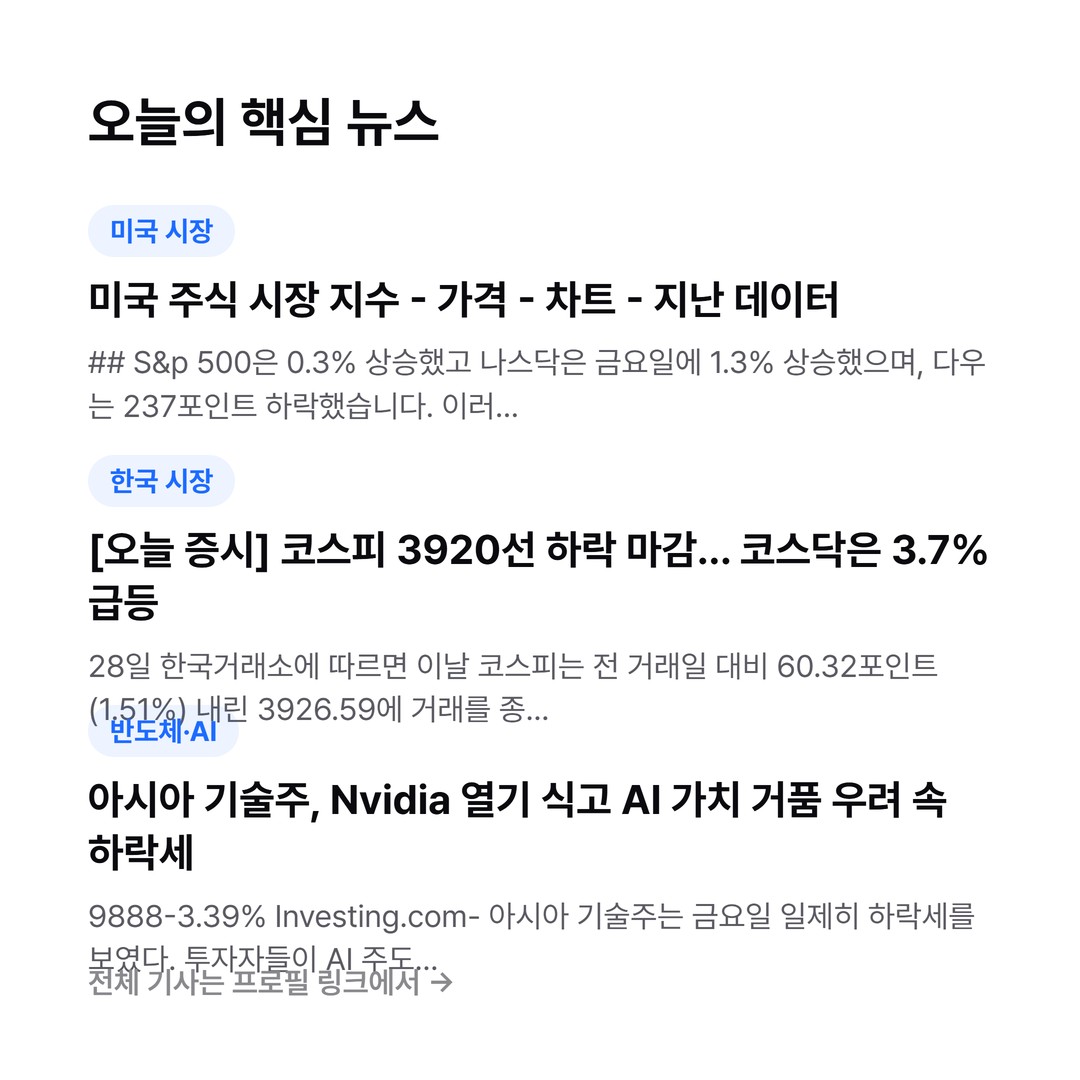 오늘의 핵심 뉴스
미국 시장
미국 주식 시장 지수 - 가격 - 차트 - 지난 데이터
## S&p 500은 0.3% 상승했고 나스닥은 금요일에 1.3% 상승했으며, 다우
는 237포인트 하락했습니다. 이러...
한국 시장
[오늘 증시] 코스피 3920선 하락 마감... 코스닥은 3.7%
급등
28일 한국거래소에 따르면 이날 코스피는 전 거래일 대비 60.32포인트
(1.51%) 내린 3926.59에 거래를 종...
반도체·AI
아시아 기술주, Nvidia 열기 식고 AI 가치 거품 우려 속
하락세
9888-3.39% Investing.com- 아시아 기술주는 금요일 일제히 하락세를
보였다. 투자자들이 AI 주도...
전체 기사는 프로필 링크에서 →